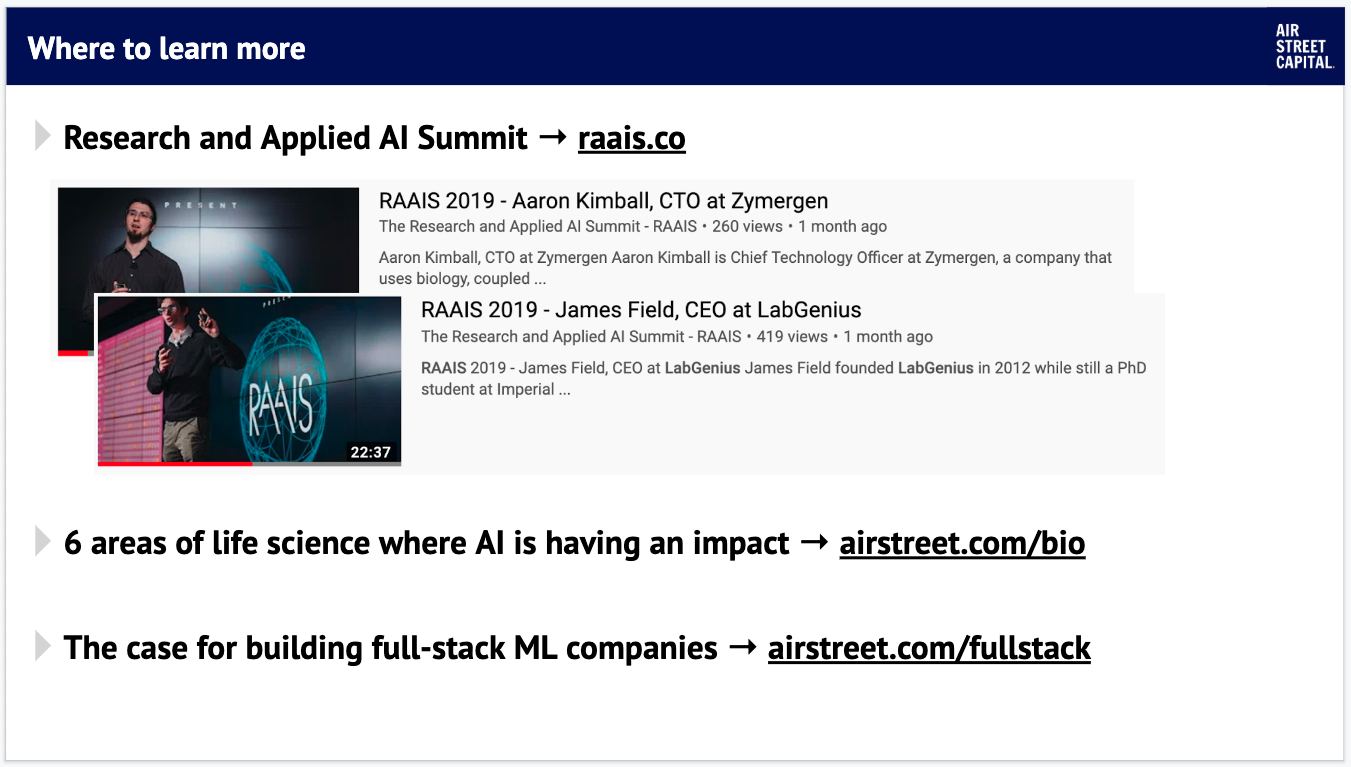 Where to learn more
AIR
STREET
CAPITAL.
Research and Applied AI Summit → raais.co
PRESENT
RAAIS 2019 - Aaron Kimball, CTO at Zymergen
The Research and Applied AI Summit - RAAIS • 260 views • 1 month ago
Aaron Kimball, CTO at Zymergen Aaron Kimball is Chief Technology Officer at Zymergen, a company that
uses biology, coupled ...
PRESE
RAAIS
22:37
RAAIS 2019 - James Field, CEO at LabGenius
The Research and Applied AI Summit - RAAIS • 419 views • 1 month ago
RAAIS 2019 - James Field, CEO at LabGenius James Field founded LabGenius in 2012 while still a PhD
student at Imperial ...
6 areas of life science where AI is having an impact → airstreet.com/bio
The case for building full-stack ML companies → airstreet.com/fullstack